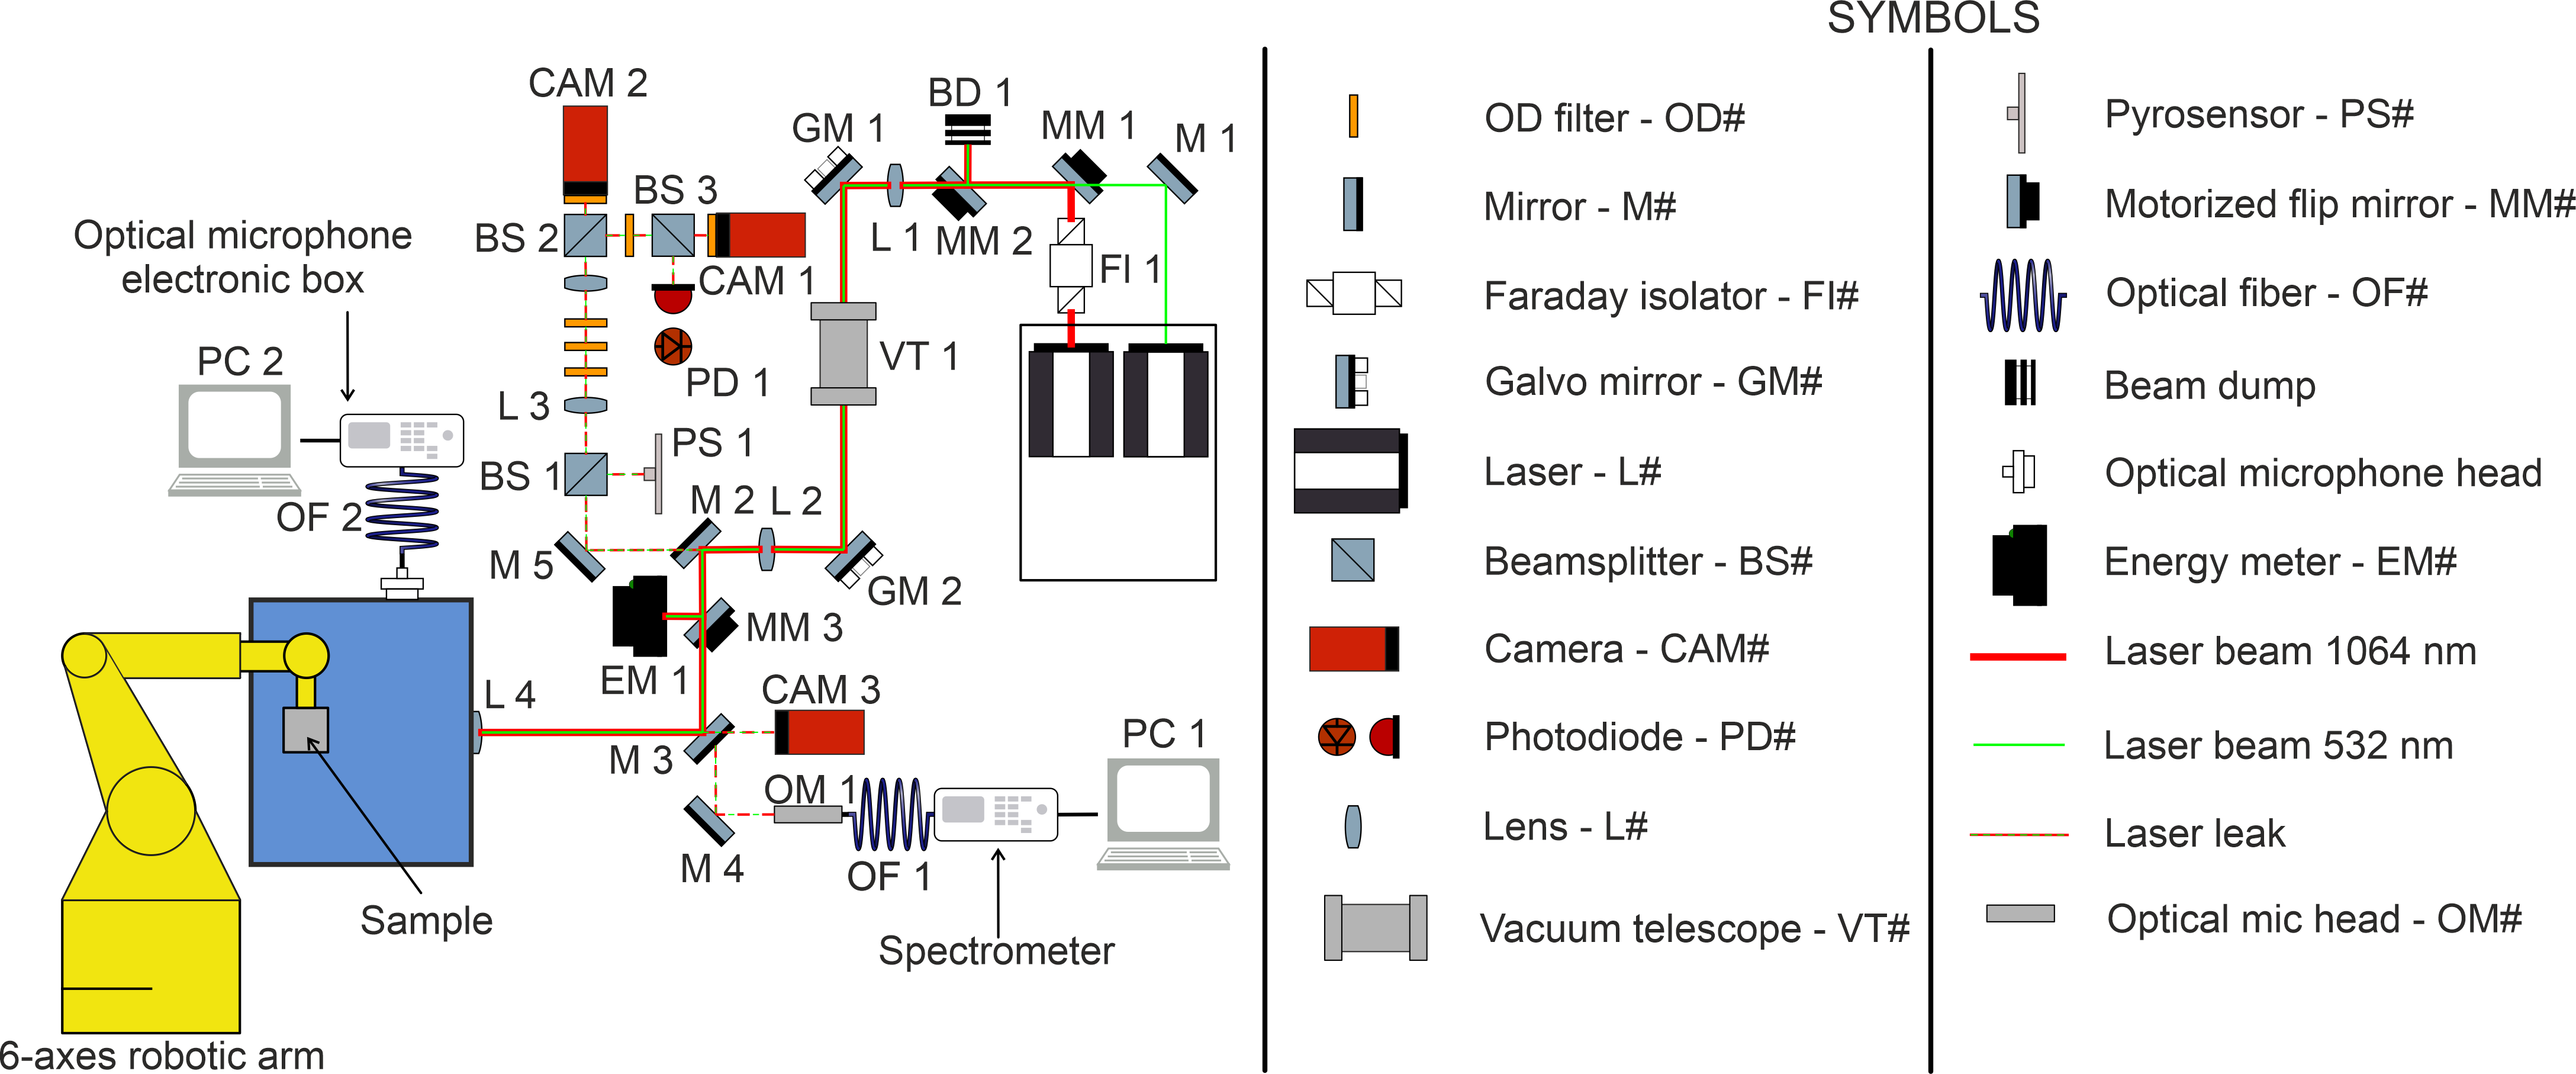 SYMBOLS
CAM 2
BD 1
GM 1
MM 1
M 1
BS 3
BS 2
L 1
MM 2
Optical microphone
electronic box
CAM 1
FI 1
PC 2
VT 1
PD 1
L 3
PS 1
BS 1
M 2
L 2
OF 2
M 5
GM 2
MM 3
EM 1
L 4
CAM 3
M 3
PC 1
OM 1
M 4
OF 1
Sample
Spectrometer
6-axes robotic arm
OD filter - OD#
Mirror - M#
Faraday isolator - FI#
Galvo mirror - GM#
Laser - L#
Beamsplitter - BS#
Camera - CAM#
Photodiode - PD#
Lens - L#
Vacuum telescope - VT#
Pyrosensor - PS#
Motorized flip mirror - MM#
Optical fiber - OF#
Beam dump
Optical microphone head
Energy meter - EM#
Laser beam 1064 nm
Laser beam 532 nm
Laser leak
Optical mic head - OM#